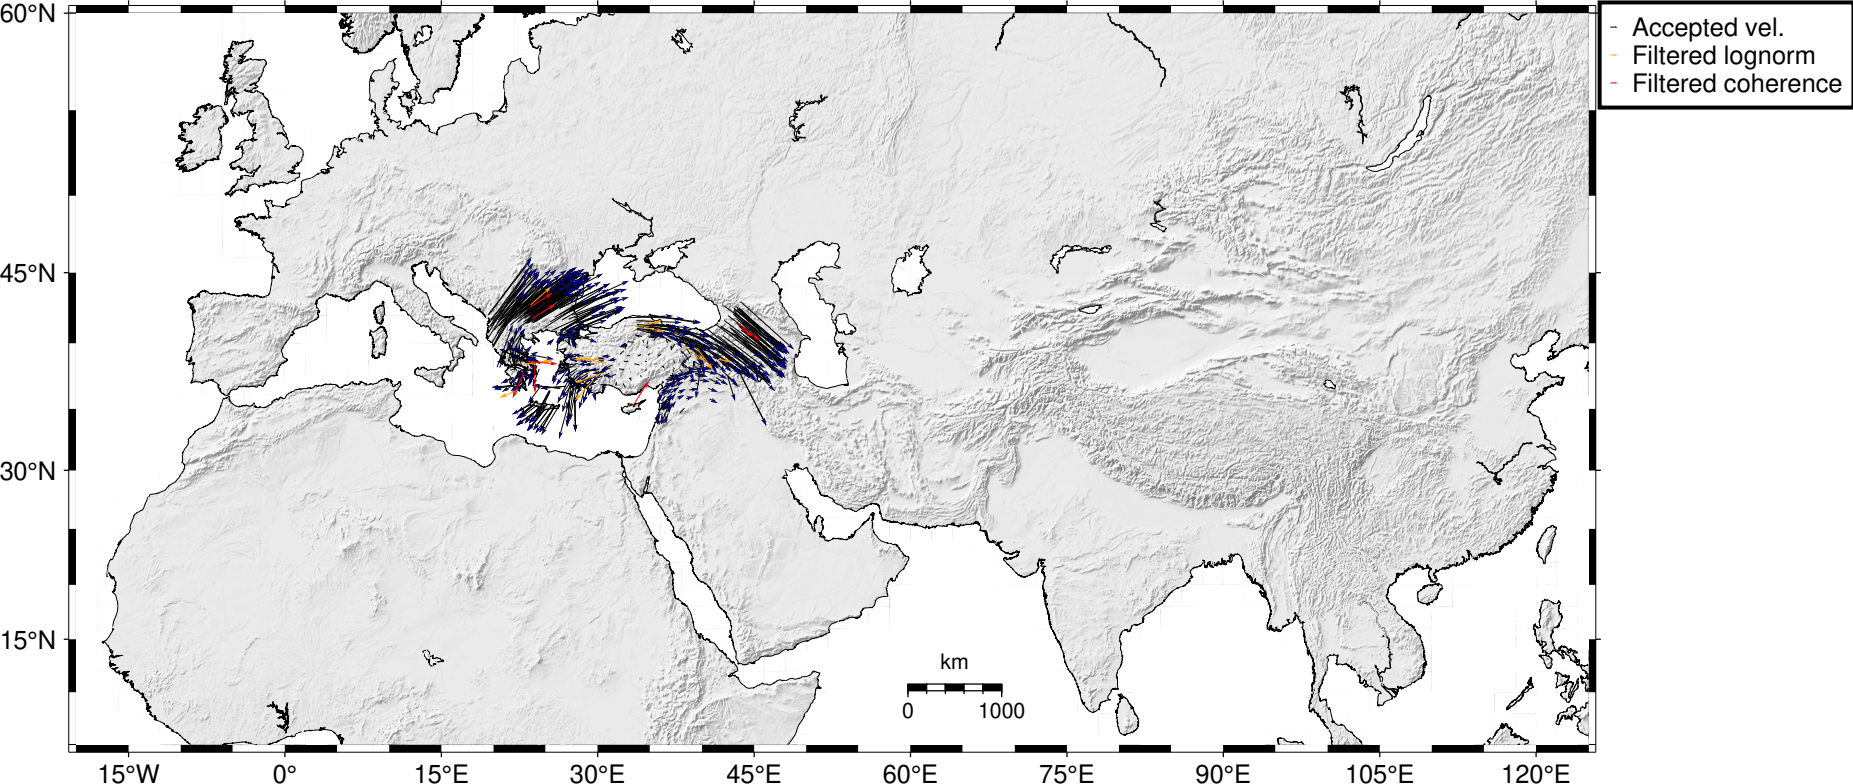 60°N
45°N
30°N
15°N
Accepted vel.
Filtered lognorm
Filtered coherence
km
0 1000
15°W 0° 15°E 30°E 45°E 60°E 75°E 90°E 105°E 120°E